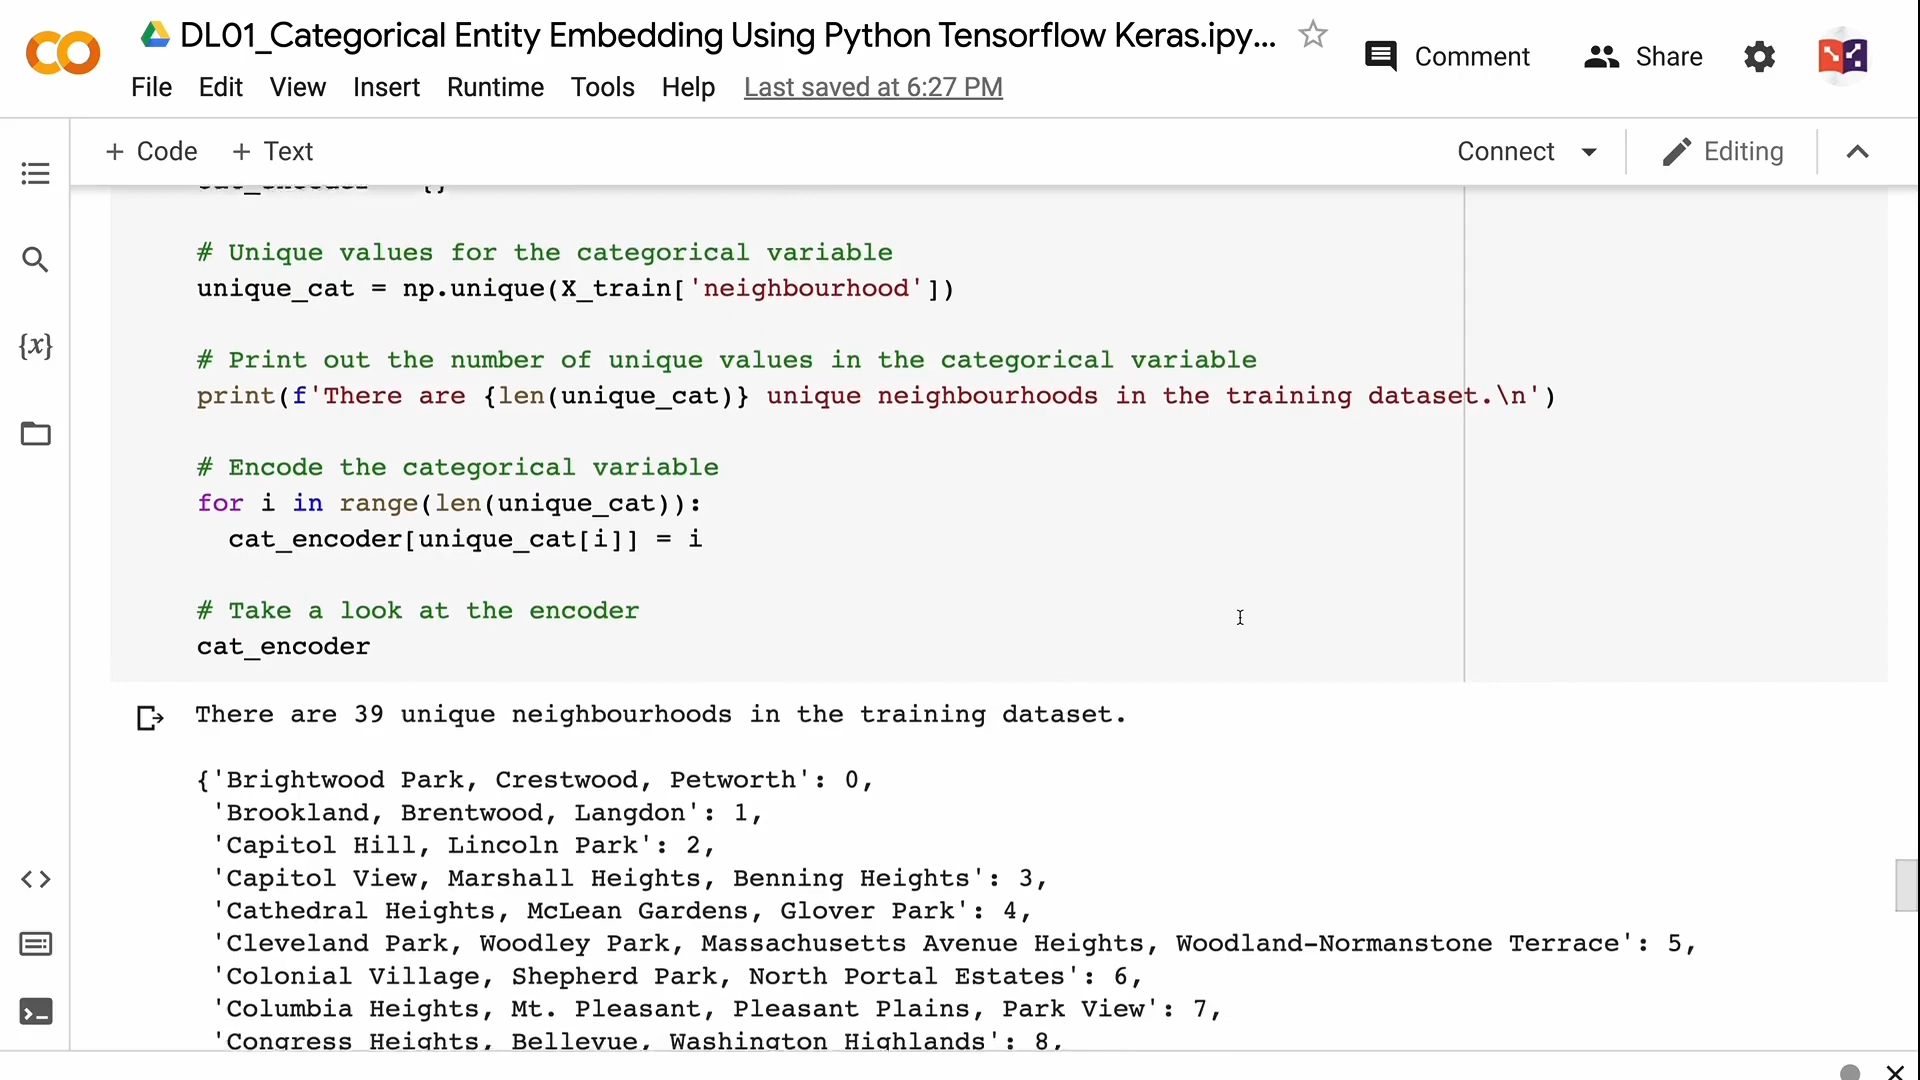 DL01_Categorical Entity Embedding Using Python Tensorflow Keras.ipy...
Comment
Share
File Edit View Insert Runtime Tools Help Last saved at 6:27 PM
+ Code + Text
Connect
Editing
{x}
cat_encoder = {}
# Unique values for the categorical variable
unique_cat = np.unique(X_train['neighbourhood'])
# Print out the number of unique values in the categorical variable
print(f'There are {len(unique_cat)} unique neighbourhoods in the training dataset.\n')
# Encode the categorical variable
for i in range(len(unique_cat)):
cat_encoder[unique_cat[i]] = i
# Take a look at the encoder
cat_encoder
There are 39 unique neighbourhoods in the training dataset.
{'Brightwood Park, Crestwood, Petworth': 0,
'Brookland, Brentwood, Langdon': 1,
'Capitol Hill, Lincoln Park': 2,
'Capitol View, Marshall Heights, Benning Heights': 3,
'Cathedral Heights, McLean Gardens, Glover Park': 4,
'Cleveland Park, Woodley Park, Massachusetts Avenue Heights, Woodland-Normanstone Terrace': 5,
'Colonial Village, Shepherd Park, North Portal Estates': 6,
'Columbia Heights, Mt. Pleasant, Pleasant Plains, Park View': 7,
'Congress Heights, Bellevue, Washington Highlands': 8,